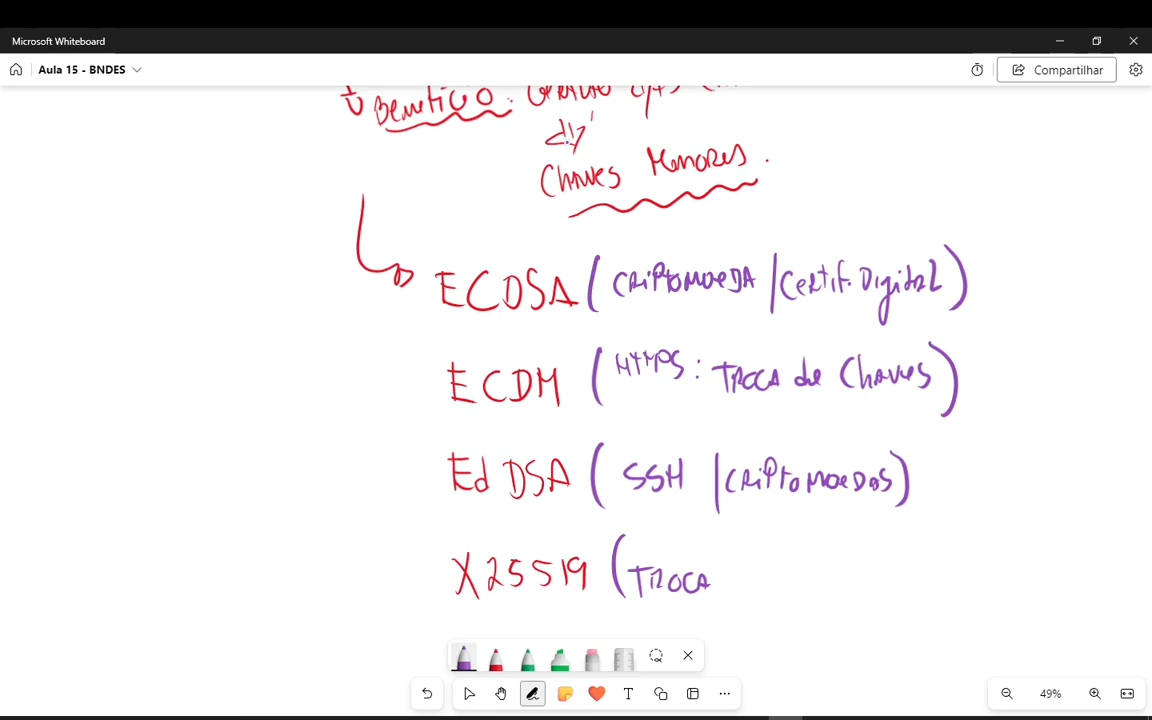 Microsoft Whiteboard
Aula 15 - BNDES
Compartilhar
Benefício:
Chaves Menores.
ECDSA (Criptomoeda / Certif. Digital)
ECDH (HTTPS: Troca de Chaves)
EdDSA (SSH / Criptomoedas)
X25519 (Troca
49%